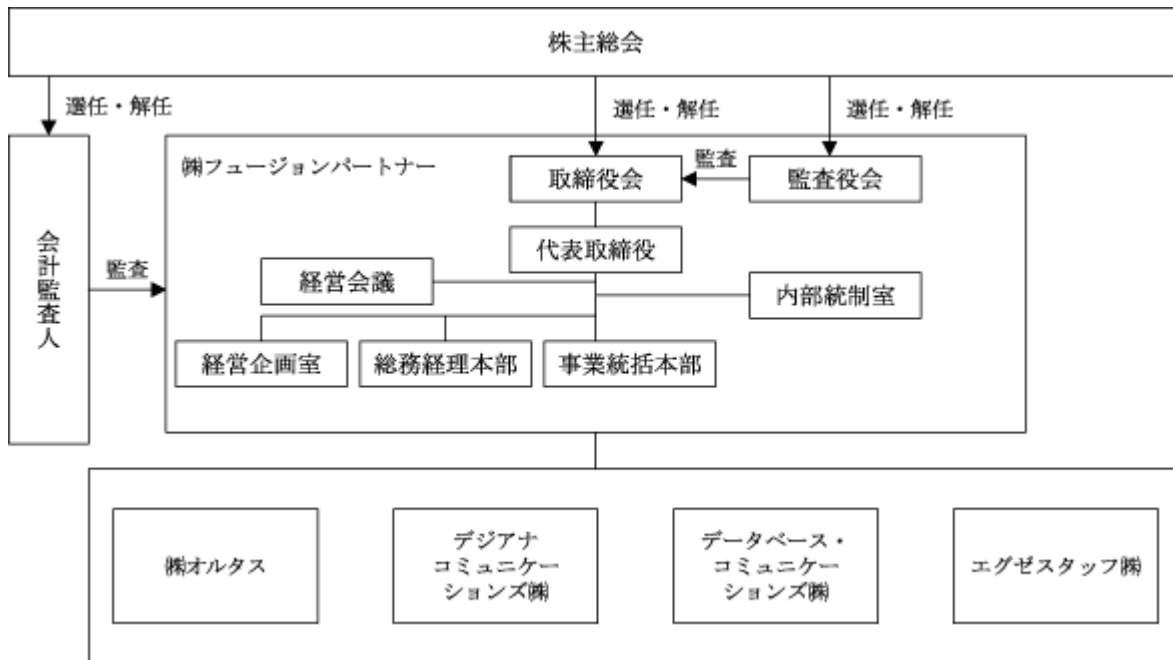 株主総会
選任・解任
選任・解任
選任・解任
㈱フュージョンパートナー
取締役会
監査
監査役会
代表取締役
会計監査人
監査
経営会議
内部統制室
経営企画室
総務経理本部
事業統括本部
㈱オルタス
デジアナ
コミュニケー
ションズ㈱
データベース・
コミュニケー
ションズ㈱
エグゼスタッフ㈱